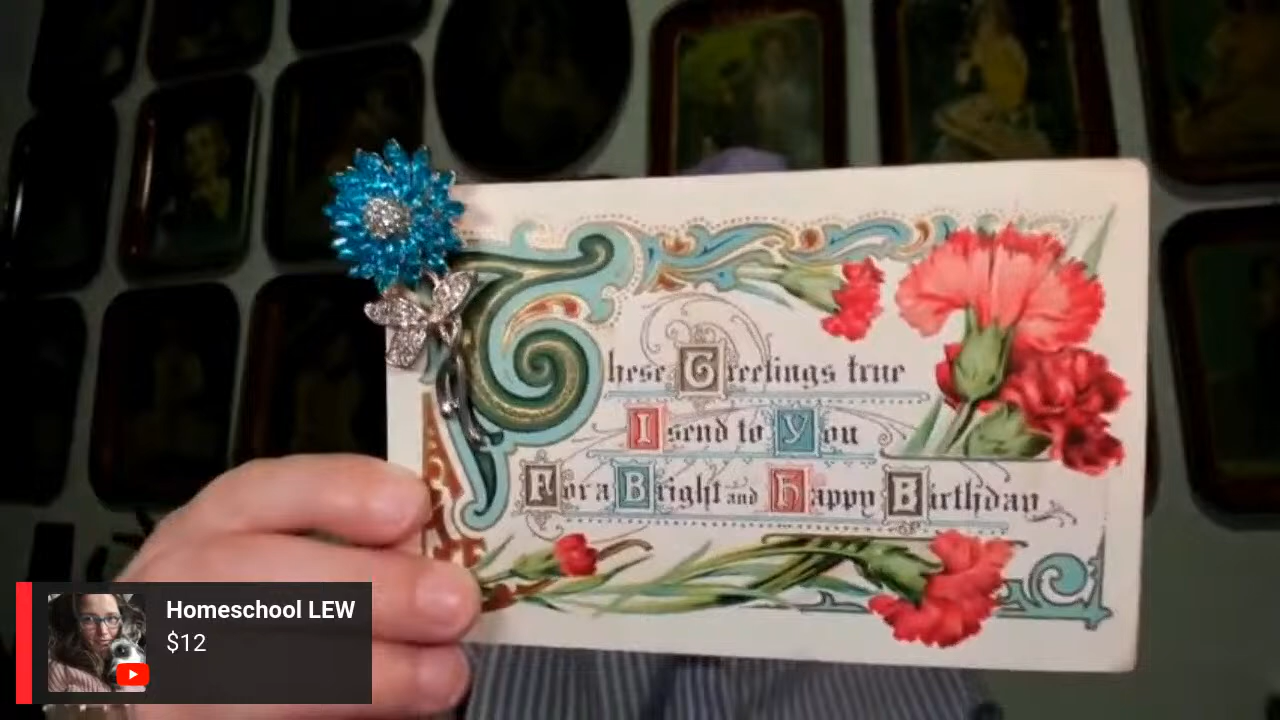 These Greetings true
I send to You
For a Bright and Happy Birthday
Homeschool LEW
$12